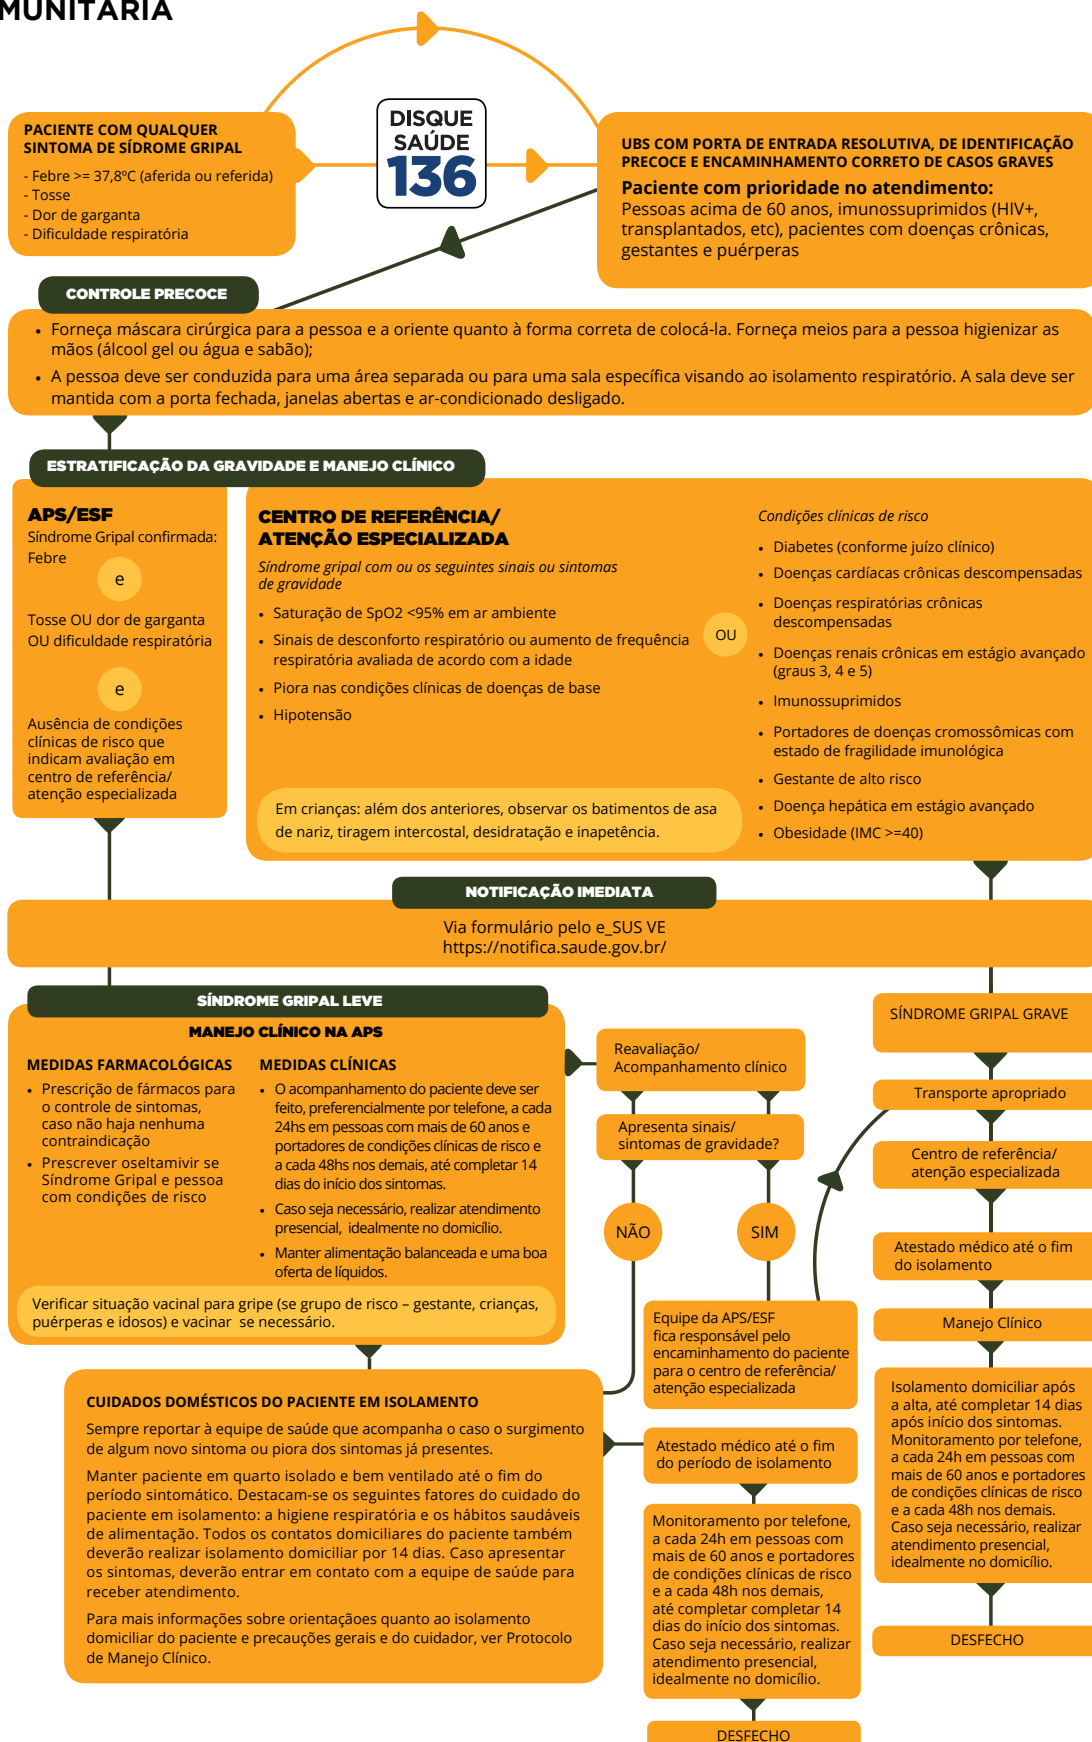 MUNITÁRIA
PACIENTE COM QUALQUER
SINTOMA DE SÍDROME GRIPAL
- Febre >= 37,8ºC (aferida ou referida)
- Tosse
- Dor de garganta
- Dificuldade respiratória
DISQUE
SAÚDE
136
UBS COM PORTA DE ENTRADA RESOLUTIVA, DE IDENTIFICAÇÃO
PRECOCE E ENCAMINHAMENTO CORRETO DE CASOS GRAVES
Paciente com prioridade no atendimento:
Pessoas acima de 60 anos, imunossuprimidos (HIV+,
transplantados, etc), pacientes com doenças crônicas,
gestantes e puérperas
CONTROLE PRECOCE
• Forneça máscara cirúrgica para a pessoa e a oriente quanto à forma correta de colocá-la. Forneça meios para a pessoa higienizar as
mãos (álcool gel ou água e sabão);
• A pessoa deve ser conduzida para uma área separada ou para uma sala específica visando ao isolamento respiratório. A sala deve ser
mantida com a porta fechada, janelas abertas e ar-condicionado desligado.
ESTRATIFICAÇÃO DA GRAVIDADE E MANEJO CLÍNICO
APS/ESF
Síndrome Gripal confirmada:
Febre
e
Tosse OU dor de garganta
OU dificuldade respiratória
e
Ausência de condições
clínicas de risco que
indicam avaliação em
centro de referência/
atenção especializada
CENTRO DE REFERÊNCIA/
ATENÇÃO ESPECIALIZADA
Síndrome gripal com ou os seguintes sinais ou sintomas
de gravidade
• Saturação de SpO2 <95% em ar ambiente
• Sinais de desconforto respiratório ou aumento de frequência
respiratória avaliada de acordo com a idade
• Piora nas condições clínicas de doenças de base
• Hipotensão
Em crianças: além dos anteriores, observar os batimentos de asa
de nariz, tiragem intercostal, desidratação e inapetência.
OU
Condições clínicas de risco
• Diabetes (conforme juízo clínico)
• Doenças cardíacas crônicas descompensadas
• Doenças respiratórias crônicas
descompensadas
• Doenças renais crônicas em estágio avançado
(graus 3, 4 e 5)
• Imunossuprimidos
• Portadores de doenças cromossômicas com
estado de fragilidade imunológica
• Gestante de alto risco
• Doença hepática em estágio avançado
• Obesidade (IMC >=40)
NOTIFICAÇÃO IMEDIATA
Via formulário pelo e_SUS VE
https://notifica.saude.gov.br/
SÍNDROME GRIPAL LEVE
MANEJO CLÍNICO NA APS
MEDIDAS FARMACOLÓGICAS
• Prescrição de fármacos para
o controle de sintomas,
caso não haja nenhuma
contraindicação
• Prescrever oseltamivir se
Síndrome Gripal e pessoa
com condições de risco
MEDIDAS CLÍNICAS
• O acompanhamento do paciente deve ser
feito, preferencialmente por telefone, a cada
24hs em pessoas com mais de 60 anos e
portadores de condições clínicas de risco e
a cada 48hs nos demais, até completar 14
dias do início dos sintomas.
• Caso seja necessário, realizar atendimento
presencial, idealmente no domicílio.
• Manter alimentação balanceada e uma boa
oferta de líquidos.
Verificar situação vacinal para gripe (se grupo de risco – gestante, crianças,
puérperas e idosos) e vacinar se necessário.
Reavaliação/
Acompanhamento clínico
Apresenta sinais/
sintomas de gravidade?
NÃO
SIM
Equipe da APS/ESF
fica responsável pelo
encaminhamento do paciente
para o centro de referência/
atenção especializada
SÍNDROME GRIPAL GRAVE
Transporte apropriado
Centro de referência/
atenção especializada
Atestado médico até o fim
do isolamento
Manejo Clínico
Isolamento domiciliar após
a alta, até completar 14 dias
após início dos sintomas.
Monitoramento por telefone,
a cada 24h em pessoas com
mais de 60 anos e portadores
de condições clínicas de risco
e a cada 48h nos demais.
Caso seja necessário, realizar
atendimento presencial,
idealmente no domicílio.
DESFECHO
CUIDADOS DOMÉSTICOS DO PACIENTE EM ISOLAMENTO
Sempre reportar à equipe de saúde que acompanha o caso o surgimento
de algum novo sintoma ou piora dos sintomas já presentes.
Manter paciente em quarto isolado e bem ventilado até o fim do
período sintomático. Destacam-se os seguintes fatores do cuidado do
paciente em isolamento: a higiene respiratória e os hábitos saudáveis
de alimentação. Todos os contatos domiciliares do paciente também
deverão realizar isolamento domiciliar por 14 dias. Caso apresentar
os sintomas, deverão entrar em contato com a equipe de saúde para
receber atendimento.
Para mais informações sobre orientaçãoes quanto ao isolamento
domiciliar do paciente e precauções gerais e do cuidador, ver Protocolo
de Manejo Clínico.
Atestado médico até o fim
do período de isolamento
Monitoramento por telefone,
a cada 24h em pessoas com
mais de 60 anos e portadores
de condições clínicas de risco
e a cada 48h nos demais,
até completar completar 14
dias do início dos sintomas.
Caso seja necessário, realizar
atendimento presencial,
idealmente no domicílio.
DESFECHO